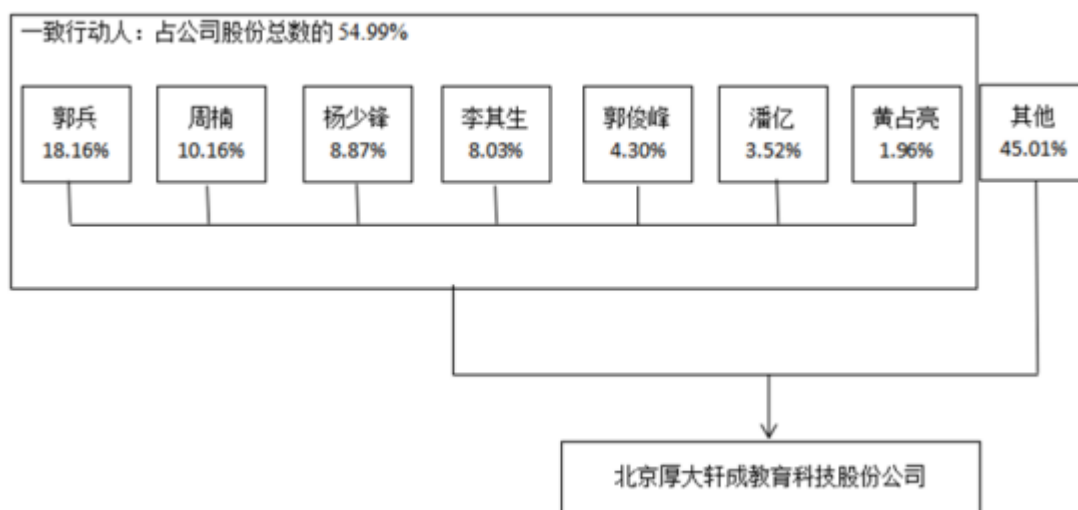 一致行动人：占公司股份总数的 54.99%
郭兵
18.16%
周楠
10.16%
杨少锋
8.87%
李其生
8.03%
郭俊峰
4.30%
潘亿
3.52%
黄占亮
1.96%
其他
45.01%
北京厚大轩成教育科技股份公司